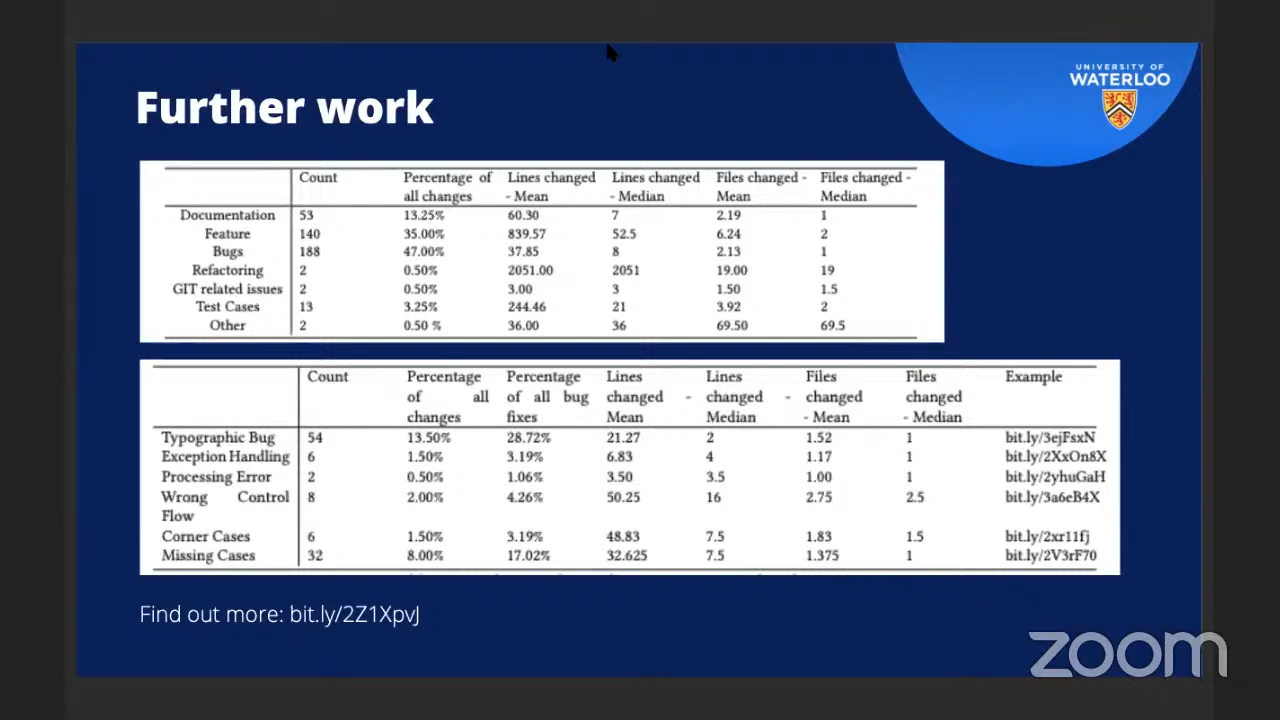 UNIVERSITY OF
WATERLOO
Further work
Count Percentage of Lines changed Lines changed Files changed - Files changed -
all changes - Mean - Median Mean Median
Documentation 53 13.25% 60.30 7 2.19 1
Feature 140 35.00% 839.57 52.5 6.24 2
Bugs 188 47.00% 37.85 8 2.13 1
Refactoring 2 0.50% 2051.00 2051 19.00 19
GIT related issues 2 0.50% 3.00 3 1.50 1.5
Test Cases 13 3.25% 244.46 21 3.92 2
Other 2 0.50 % 36.00 36 69.50 69.5
Count Percentage Percentage Lines Lines Files Files Example
of all of all bug changed - changed - changed changed
changes fixes Mean Median - Mean - Median
Typographic Bug 54 13.50% 28.72% 21.27 2 1.52 1 bit.ly/3ejFsxN
Exception Handling 6 1.50% 3.19% 6.83 4 1.17 1 bit.ly/2XxOn8X
Processing Error 2 0.50% 1.06% 3.50 3.5 1.00 1 bit.ly/2yhuGaH
Wrong Control 8 2.00% 4.26% 50.25 16 2.75 2.5 bit.ly/3a6eB4X
Flow
Corner Cases 6 1.50% 3.19% 48.83 7.5 1.83 1.5 bit.ly/2xr11fj
Missing Cases 32 8.00% 17.02% 32.625 7.5 1.375 1 bit.ly/2V3rF70
Find out more: bit.ly/2Z1XpvJ
zoom